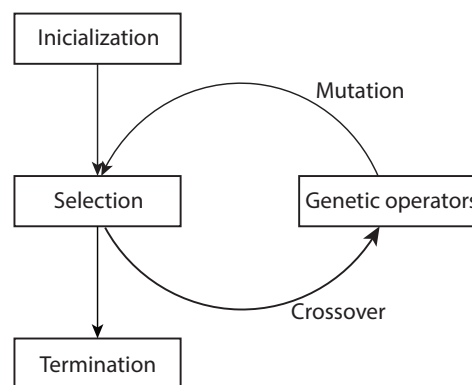 Inicialization
Mutation
Selection
Genetic operators
Crossover
Termination